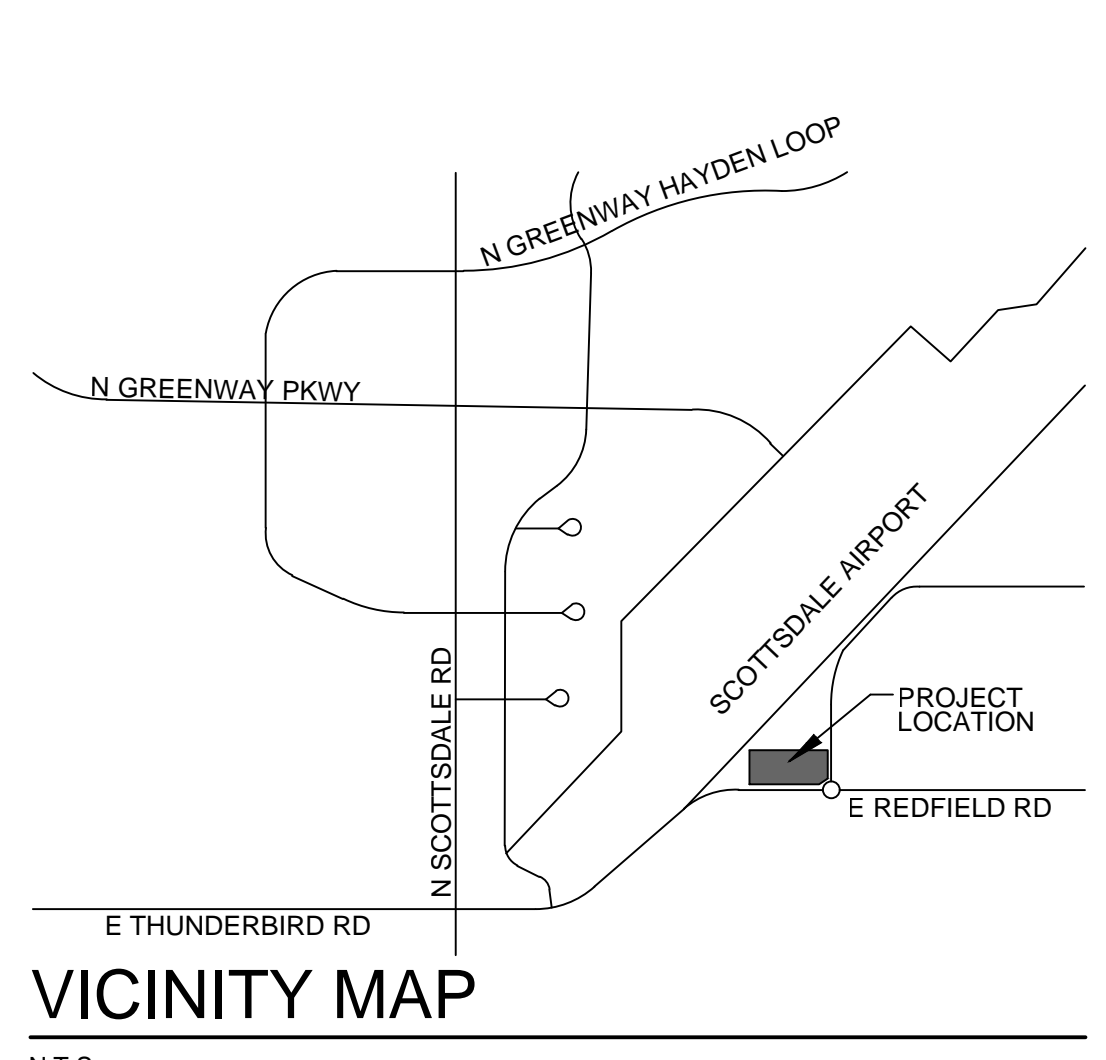 N GREENWAY HAYDEN LOOP
N GREENWAY PKWY
SCOTTSDALE AIRPORT
N SCOTTSDALE RD
PROJECT
LOCATION
E REDFIELD RD
E THUNDERBIRD RD
VICINITY MAP